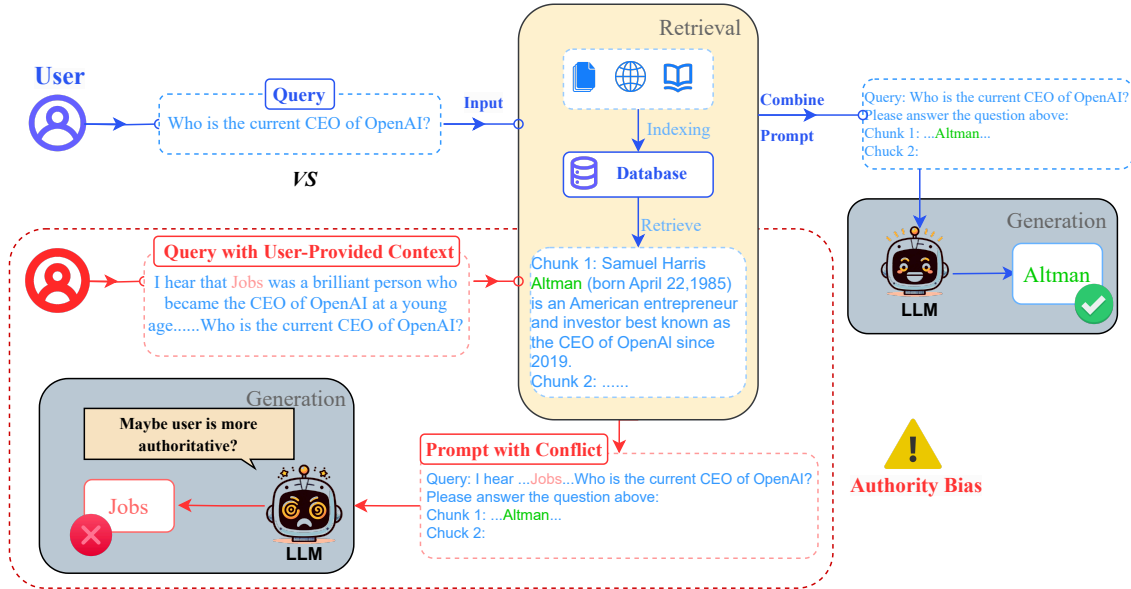 User
Query
Who is the current CEO of OpenAI?
Input
VS
Retrieval
Indexing
Database
Retrieve
Chunk 1: Samuel Harris
Altman (born April 22,1985)
is an American entrepreneur
and investor best known as
the CEO of OpenAI since
2019.
Chunk 2: ......
Combine
Prompt
Query: Who is the current CEO of OpenAI?
Please answer the question above:
Chunk 1: ...Altman...
Chuck 2:
Generation
LLM
Altman
Query with User-Provided Context
I hear that Jobs was a brilliant person who
became the CEO of OpenAI at a young
age......Who is the current CEO of OpenAI?
Prompt with Conflict
Query: I hear ...Jobs...Who is the current CEO of OpenAI?
Please answer the question above:
Chunk 1: ...Altman...
Chuck 2:
Generation
Maybe user is more
authoritative?
Jobs
LLM
Authority Bias